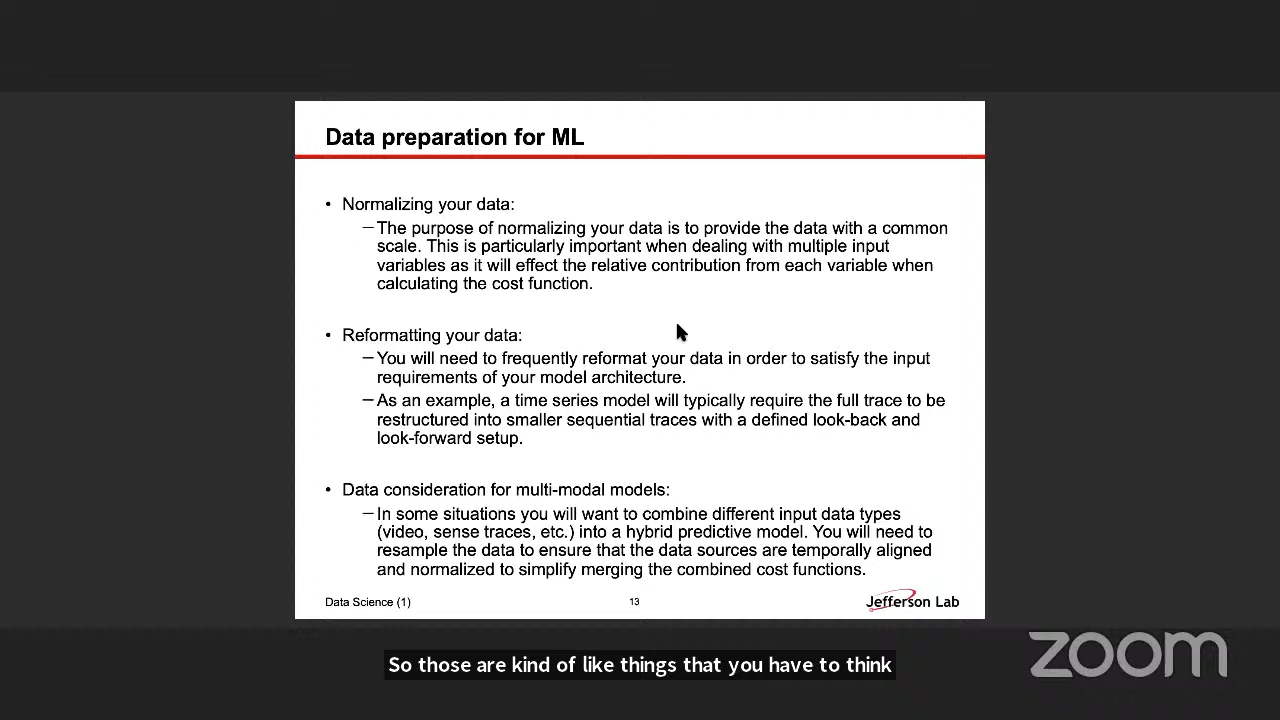 Data preparation for ML
• Normalizing your data:
– The purpose of normalizing your data is to provide the data with a common
scale. This is particularly important when dealing with multiple input
variables as it will effect the relative contribution from each variable when
calculating the cost function.
• Reformatting your data:
– You will need to frequently reformat your data in order to satisfy the input
requirements of your model architecture.
– As an example, a time series model will typically require the full trace to be
restructured into smaller sequential traces with a defined look-back and
look-forward setup.
• Data consideration for multi-modal models:
– In some situations you will want to combine different input data types
(video, sense traces, etc.) into a hybrid predictive model. You will need to
resample the data to ensure that the data sources are temporally aligned
and normalized to simplify merging the combined cost functions.
Data Science (1)
13
Jefferson Lab
So those are kind of like things that you have to think
zoom